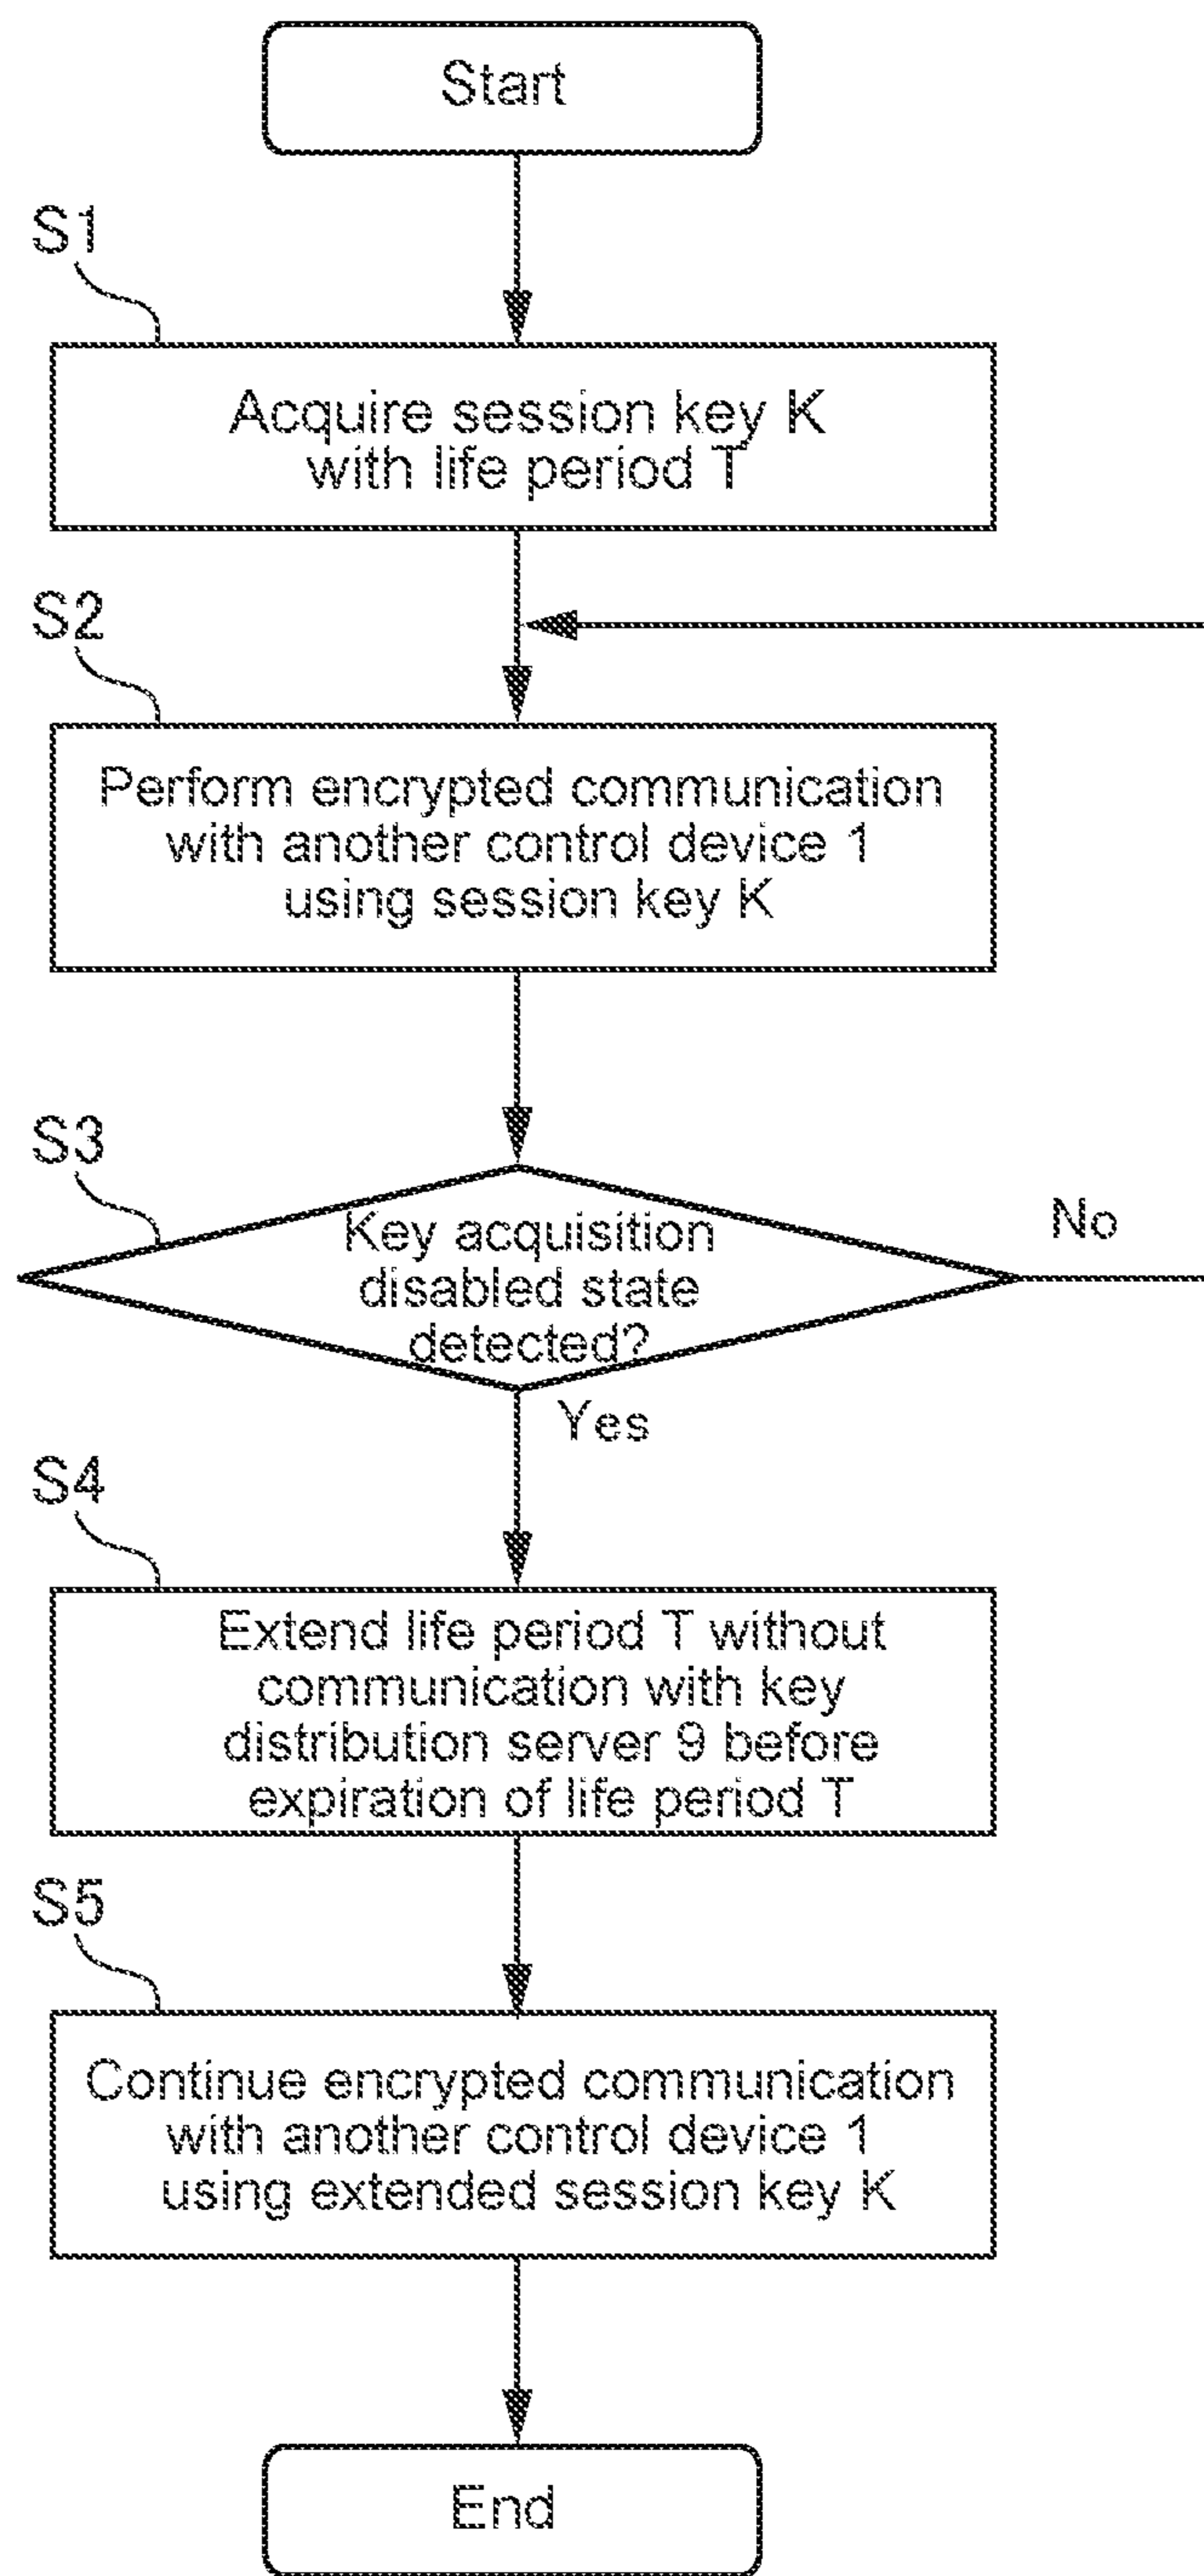 Start
S1
Acquire session key K
with life period T
S2
Perform encrypted communication
with another control device 1
using session key K
S3
Key acquisition
disabled state
detected?
No
Yes
S4
Extend life period T without
communication with key
distribution server 9 before
expiration of life period T
S5
Continue encrypted communication
with another control device 1
using extended session key K
End